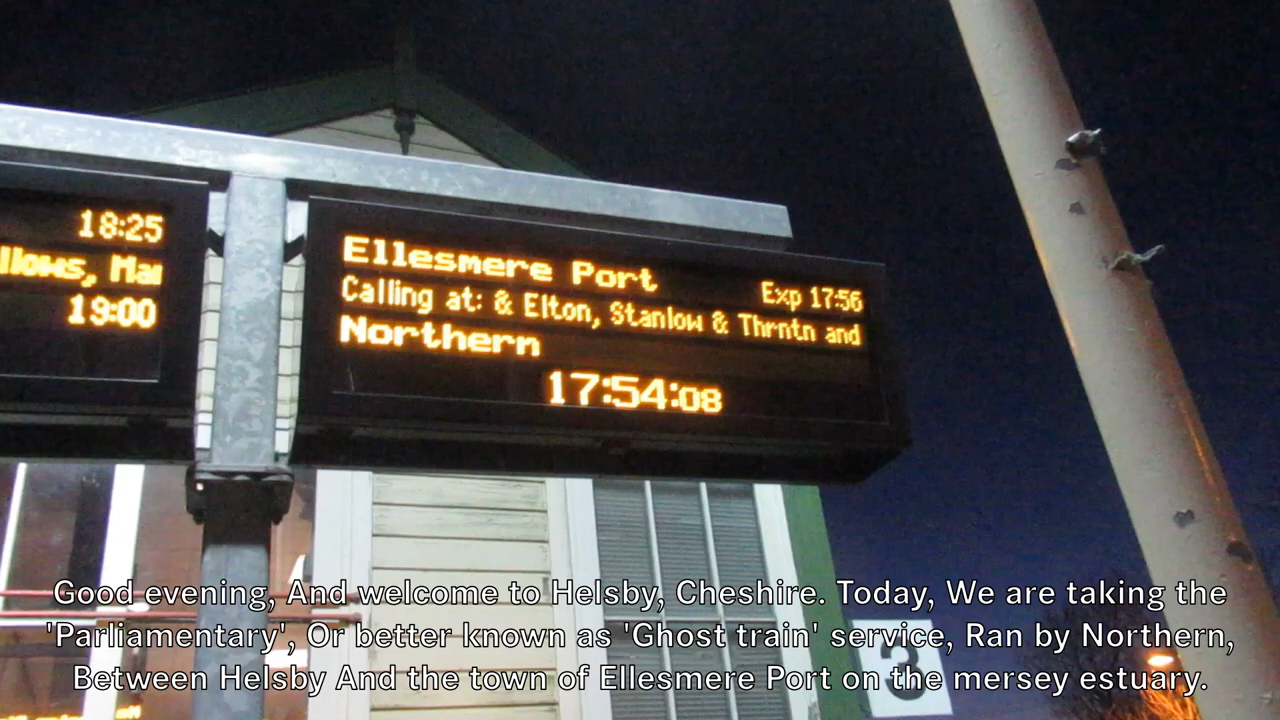 18:25
19:00
Ellesmere Port
Exp 17:56
Calling at: & Elton, Stanlow & Thrntn and
Northern
17:54:08
3
Good evening, And welcome to Helsby, Cheshire. Today, We are taking the
'Parliamentary', Or better known as 'Ghost train' service, Ran by Northern,
Between Helsby And the town of Ellesmere Port on the mersey estuary.